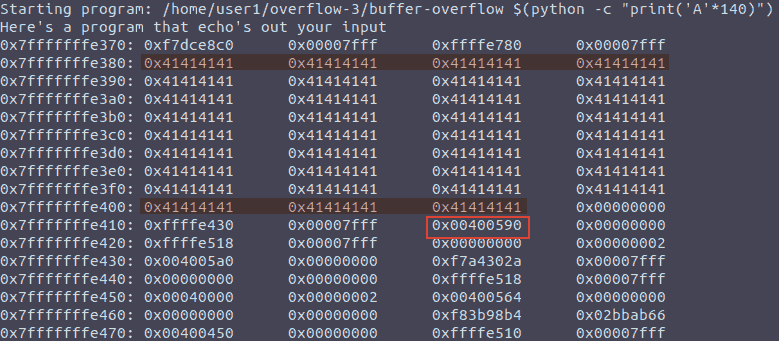 Starting program: /home/user1/overflow-3/buffer-overflow $(python -c "print('A'*140)")
Here's a program that echo's out your input
0x7fffffffe370: 0xf7dce8c0 0x00007fff 0xffffe780 0x00007fff
0x7fffffffe380: 0x41414141 0x41414141 0x41414141 0x41414141
0x7fffffffe390: 0x41414141 0x41414141 0x41414141 0x41414141
0x7fffffffe3a0: 0x41414141 0x41414141 0x41414141 0x41414141
0x7fffffffe3b0: 0x41414141 0x41414141 0x41414141 0x41414141
0x7fffffffe3c0: 0x41414141 0x41414141 0x41414141 0x41414141
0x7fffffffe3d0: 0x41414141 0x41414141 0x41414141 0x41414141
0x7fffffffe3e0: 0x41414141 0x41414141 0x41414141 0x41414141
0x7fffffffe3f0: 0x41414141 0x41414141 0x41414141 0x41414141
0x7fffffffe400: 0x41414141 0x41414141 0x41414141 0x00000000
0x7fffffffe410: 0xffffe430 0x00007fff 0x00400590 0x00000000
0x7fffffffe420: 0xffffe518 0x00007fff 0x00000000 0x00000002
0x7fffffffe430: 0x004005a0 0x00000000 0xf7a4302a 0x00007fff
0x7fffffffe440: 0x00000000 0x00000000 0xffffe518 0x00007fff
0x7fffffffe450: 0x00040000 0x00000002 0x00400564 0x00000000
0x7fffffffe460: 0x00000000 0x00000000 0xf83b98b4 0x02bbab66
0x7fffffffe470: 0x00400450 0x00000000 0xffffe510 0x00007fff